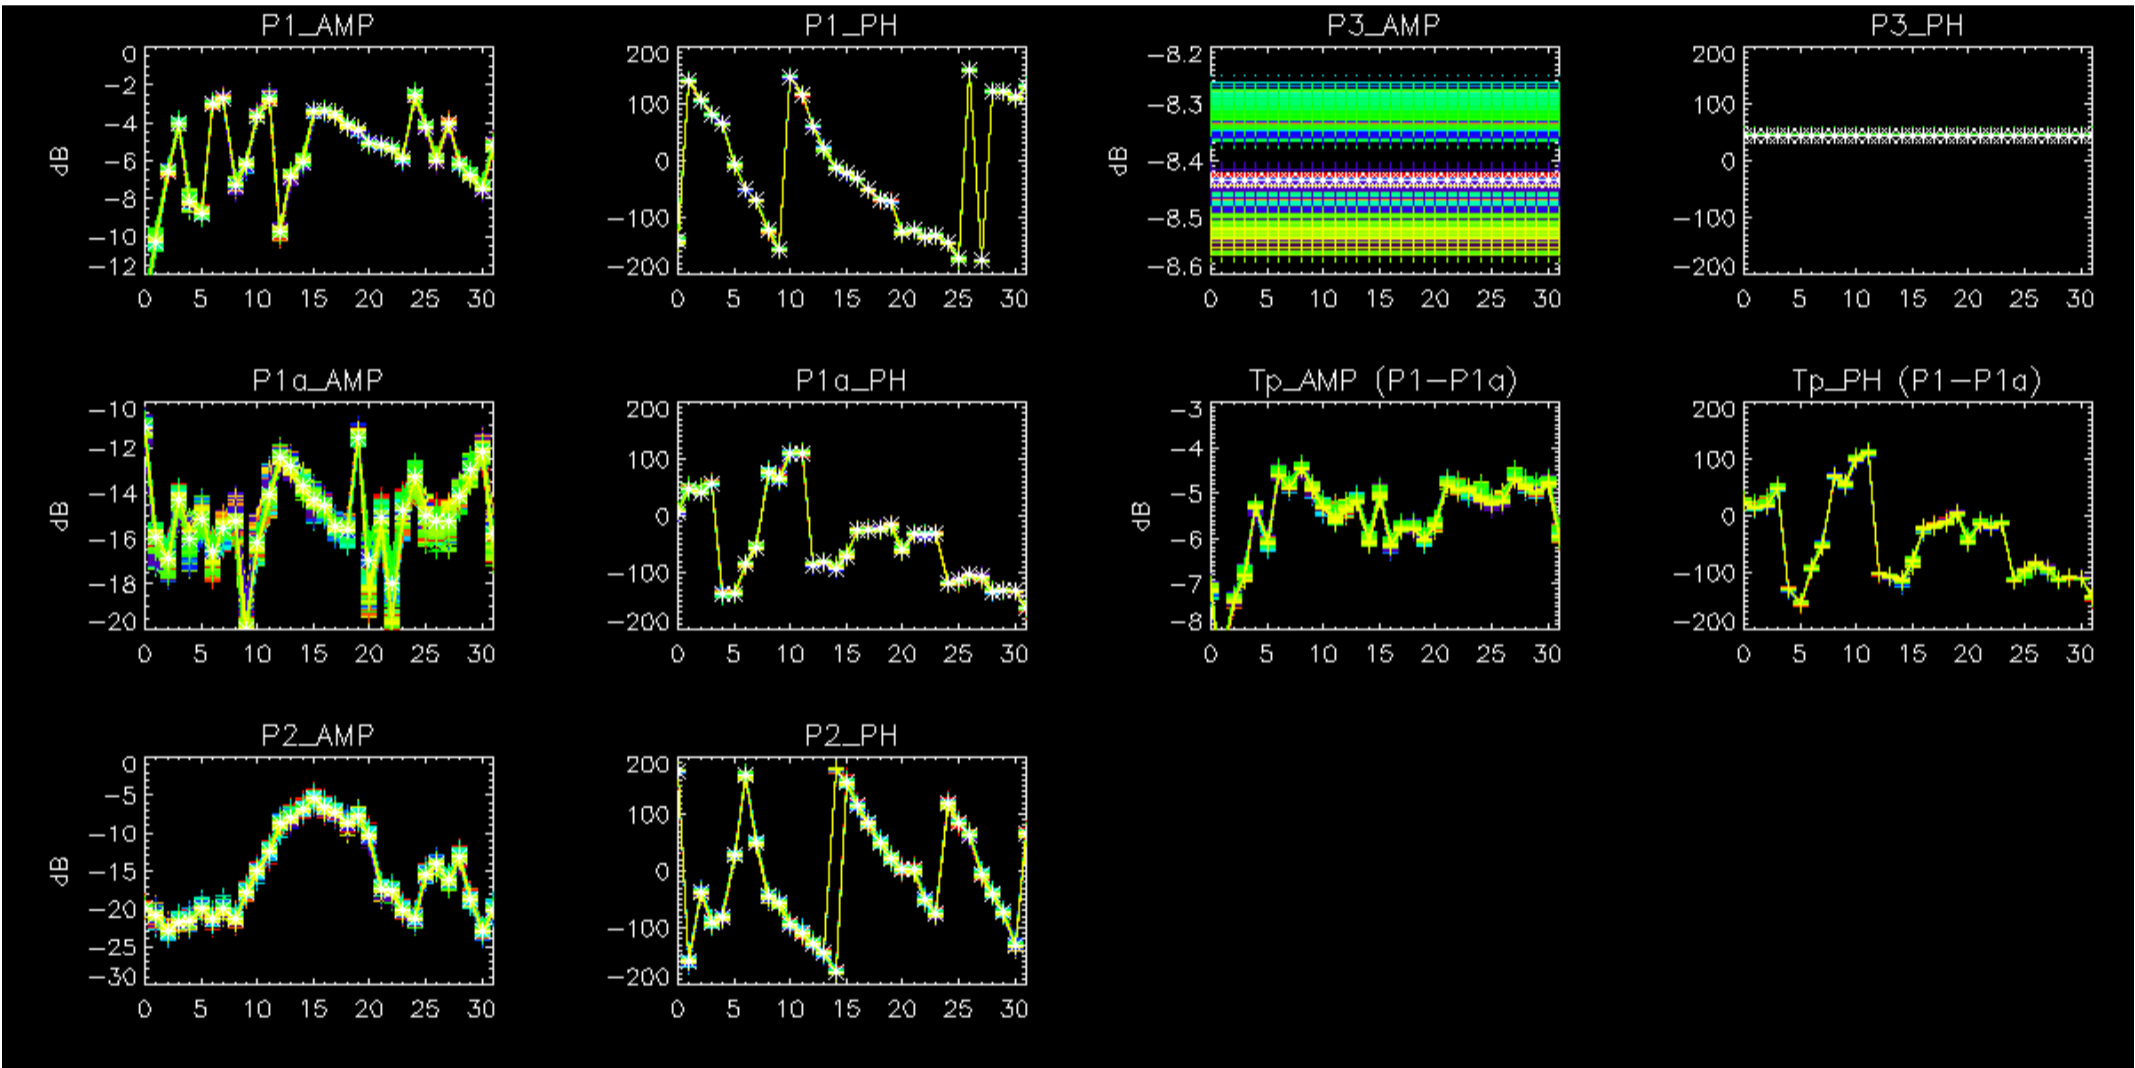 P1_AMP
P1_PH
P3_AMP
P3_PH
0
−2
−4
−6
−8
−10
−12
dB
0 5 10 15 20 25 30
200
100
0
−100
−200
0 5 10 15 20 25 30
−8.2
−8.3
−8.4
−8.5
−8.6
dB
0 5 10 15 20 25 30
200
100
0
−100
−200
0 5 10 15 20 25 30
P1a_AMP
P1a_PH
Tp_AMP (P1−P1a)
Tp_PH (P1−P1a)
−10
−12
−14
−16
−18
−20
dB
0 5 10 15 20 25 30
200
100
0
−100
−200
0 5 10 15 20 25 30
−3
−4
−5
−6
−7
−8
dB
0 5 10 15 20 25 30
200
100
0
−100
−200
0 5 10 15 20 25 30
P2_AMP
P2_PH
0
−5
−10
−15
−20
−25
−30
dB
0 5 10 15 20 25 30
200
100
0
−100
−200
0 5 10 15 20 25 30